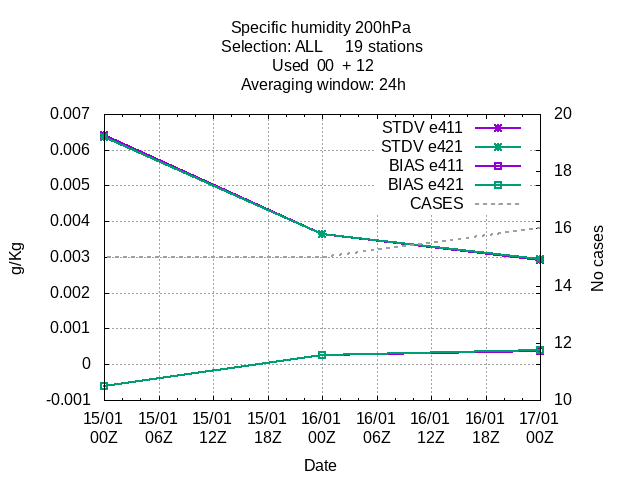 Specific humidity 200hPa
Selection: ALL     19 stations
Used  00  + 12
Averaging window: 24h
0.007
0.006
0.005
0.004
0.003
0.002
0.001
0
-0.001
g/Kg
STDV e411
STDV e421
BIAS e411
BIAS e421
CASES
20
18
16
14
12
10
No cases
15/01 15/01 15/01 15/01 16/01 16/01 16/01 16/01 17/01
00Z 06Z 12Z 18Z 00Z 06Z 12Z 18Z 00Z
Date